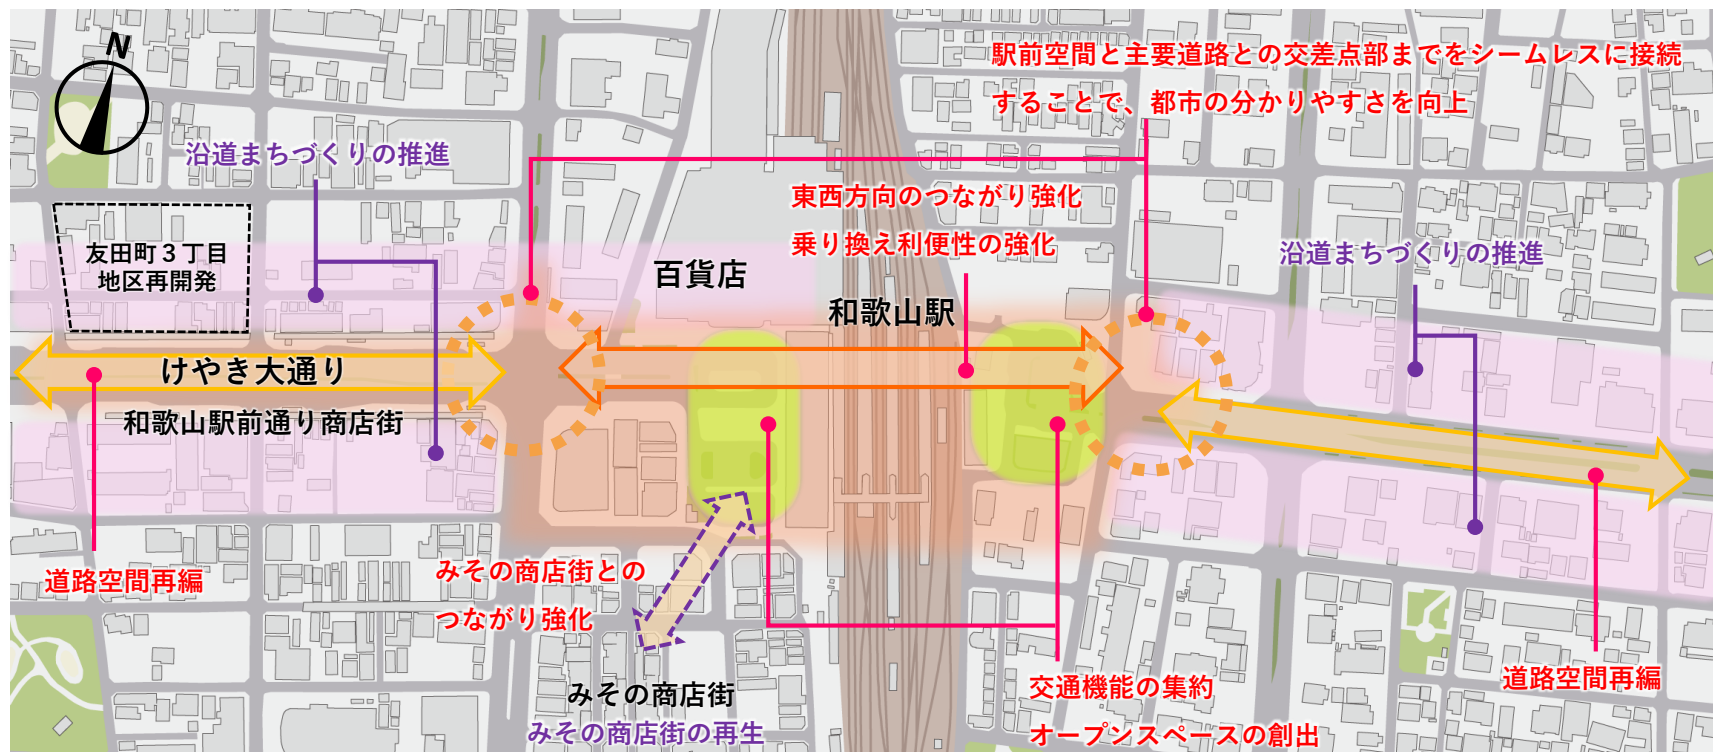 N
駅前空間と主要道路との交差点部までをシームレスに接続
することで、都市の分かりやすさを向上
沿道まちづくりの推進
東西方向のつながり強化
乗り換え利便性の強化
友田町３丁目
地区再開発
百貨店
沿道まちづくりの推進
和歌山駅
けやき大通り
和歌山駅前通り商店街
道路空間再編
みその商店街との
つながり強化
みその商店街
みその商店街の再生
交通機能の集約
オープンスペースの創出
道路空間再編